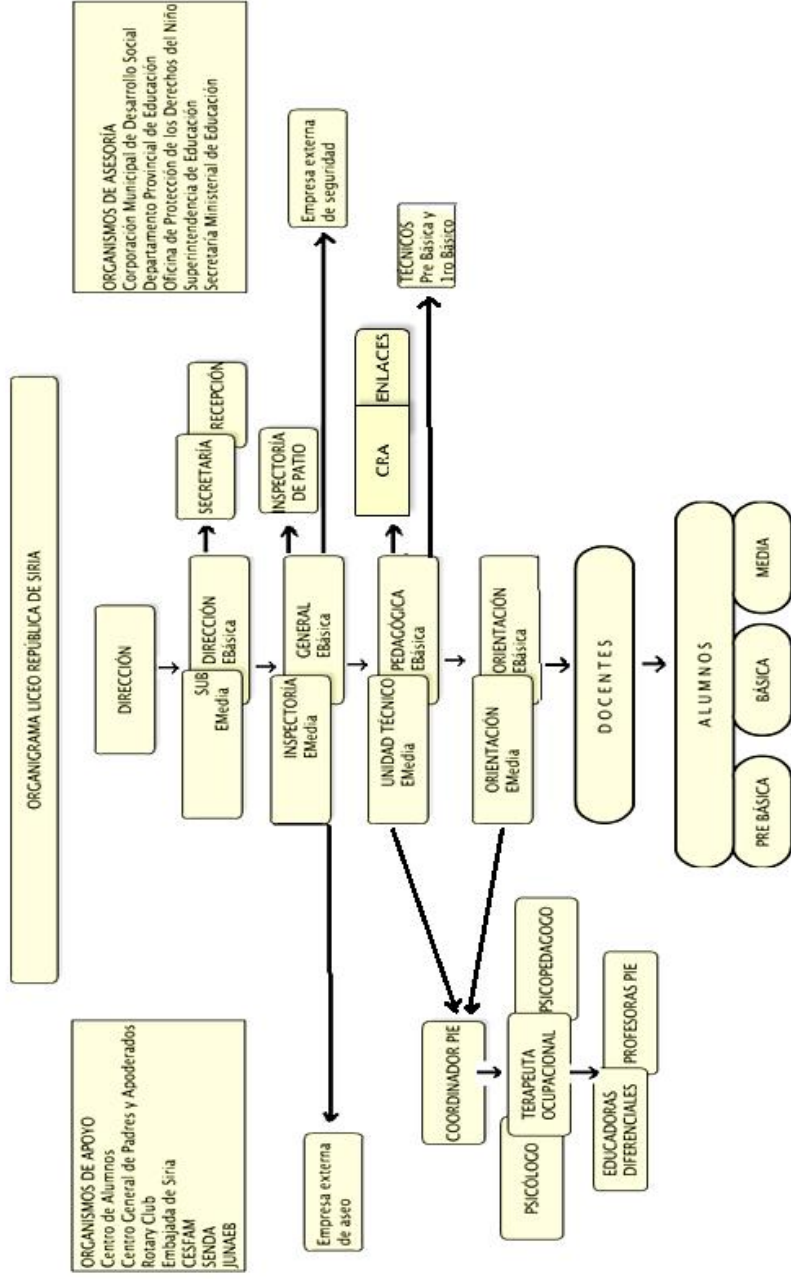 ORGANIGRAMA LICEO REPÚBLICA DE SIRIA
ORGANISMOS DE APOYO
Centro de Alumnos
Centro General de Padres y Apoderados
Rotary Club
Embajada de Siria
CESFAM
SENDA
JUNAEB
ORGANISMOS DE ASESORÍA
Corporación Municipal de Desarrollo Social
Departamento Provincial de Educación
Oficina de Protección de los Derechos del Niño
Superintendencia de Educación
Secretaría Ministerial de Educación
DIRECCIÓN
SUB
EMedia
DIRECCIÓN
EBásica
SECRETARÍA
RECEPCIÓN
INSPECTORÍA
EMedia
GENERAL
EBásica
INSPECTORÍA
DE PATIO
Empresa externa
de aseo
Empresa externa
de seguridad
UNIDAD TÉCNICO
EMedia
PEDAGÓGICA
EBásica
CRA
ENLACES
TÉCNICOS
Pre Básica y
1ro Básico
ORIENTACIÓN
EMedia
ORIENTACIÓN
EBásica
COORDINADOR PIE
PSICÓLOGO
TERAPEUTA
OCUPACIONAL
PSICOPEDAGOGO
EDUCADORAS
DIFERENCIALES
PROFESORAS PIE
DOCENTES
ALUMNOS
PRE BÁSICA
BÁSICA
MEDIA